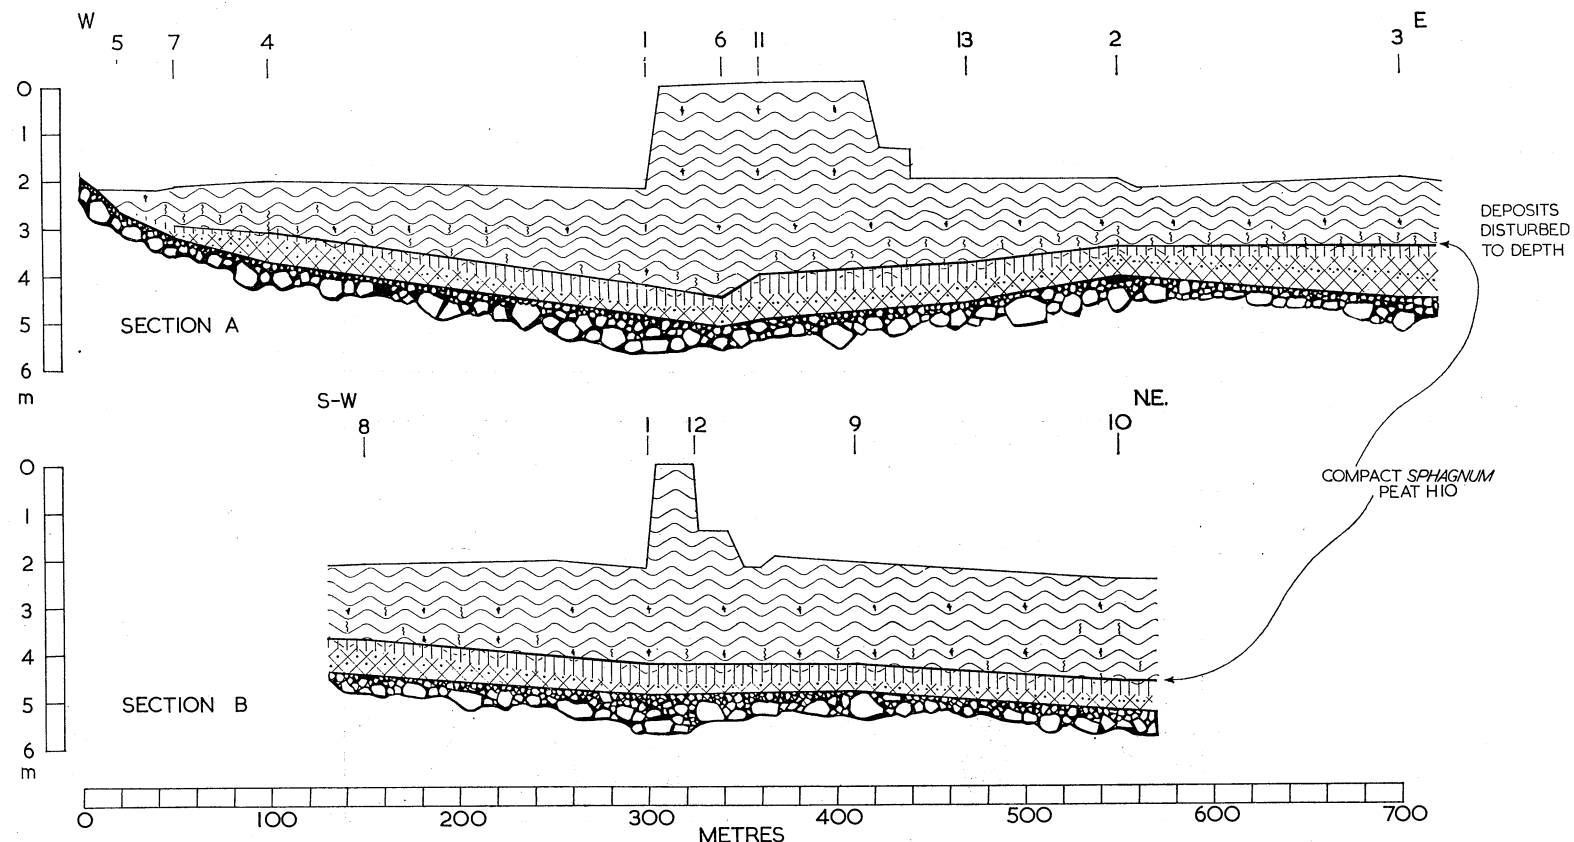 W E
5 7 4 1 6 11 13 2 3
0
1
2
3
4
5
6
m
SECTION A
DEPOSITS
DISTURBED
TO DEPTH
S-W N.E.
8 1 12 9 10
0
1
2
3
4
5
6
m
SECTION B
COMPACT SPHAGNUM
PEAT H10
0 100 200 300 400 500 600 700
METRES